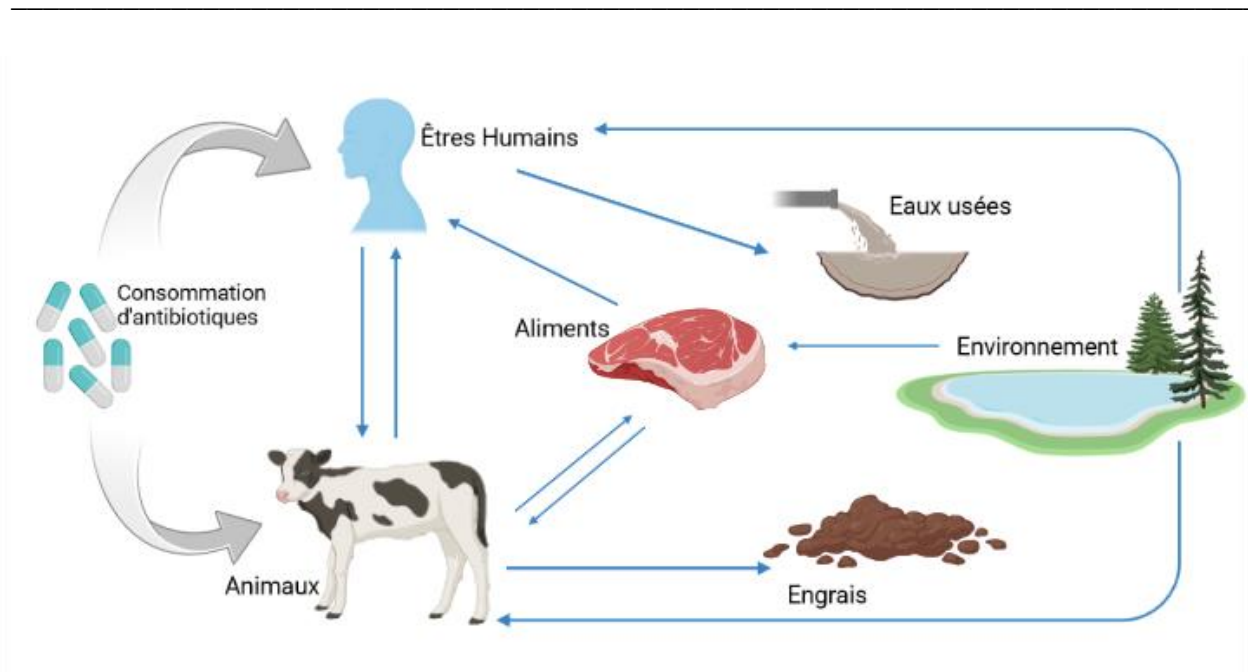 Êtres Humains
Eaux usées
Consommation
d'antibiotiques
Aliments
Environnement
Animaux
Engrais